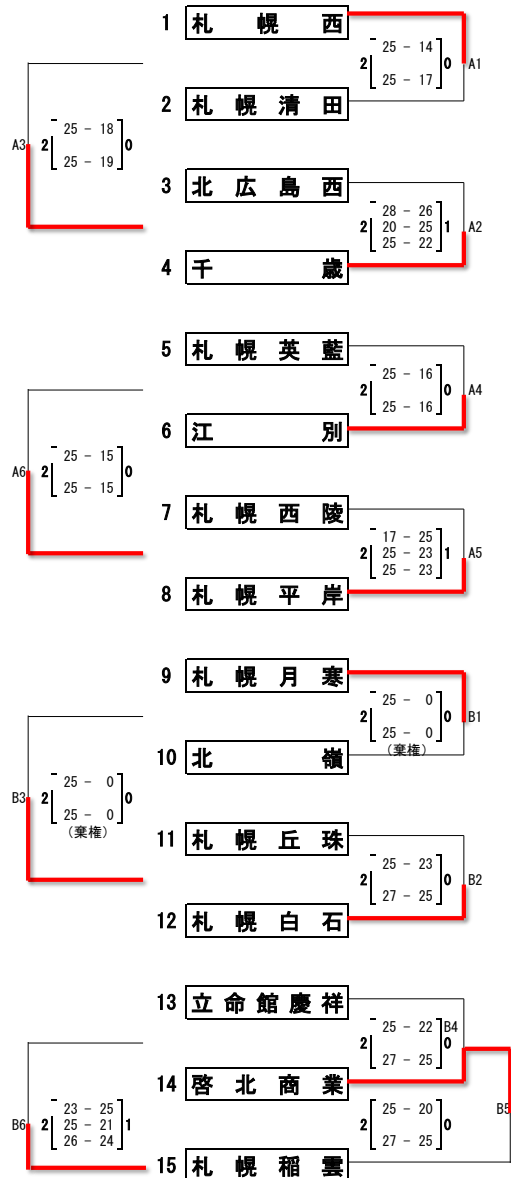 1 札幌西
25 - 14
2 0 A1
25 - 17
2 札幌清田
25 - 18
A3 2 0
25 - 19
3 北広島西
28 - 26
2 20 - 25 1 A2
25 - 22
4 千歳
5 札幌英藍
25 - 16
2 0 A4
25 - 16
6 江別
25 - 15
A6 2 0
25 - 15
7 札幌西陵
17 - 25
2 25 - 23 1 A5
25 - 23
8 札幌平岸
9 札幌月寒
25 - 0
2 0 B1
25 - 0
(棄権)
10 北嶺
25 - 0
B3 2 0
25 - 0
(棄権)
11 札幌丘珠
25 - 23
2 0 B2
27 - 25
12 札幌白石
13 立命館慶祥
25 - 22 B4
2 0
27 - 25
14 啓北商業
23 - 25
B6 2 25 - 21 1
26 - 24
25 - 20
2 0 B5
27 - 25
15 札幌稲雲